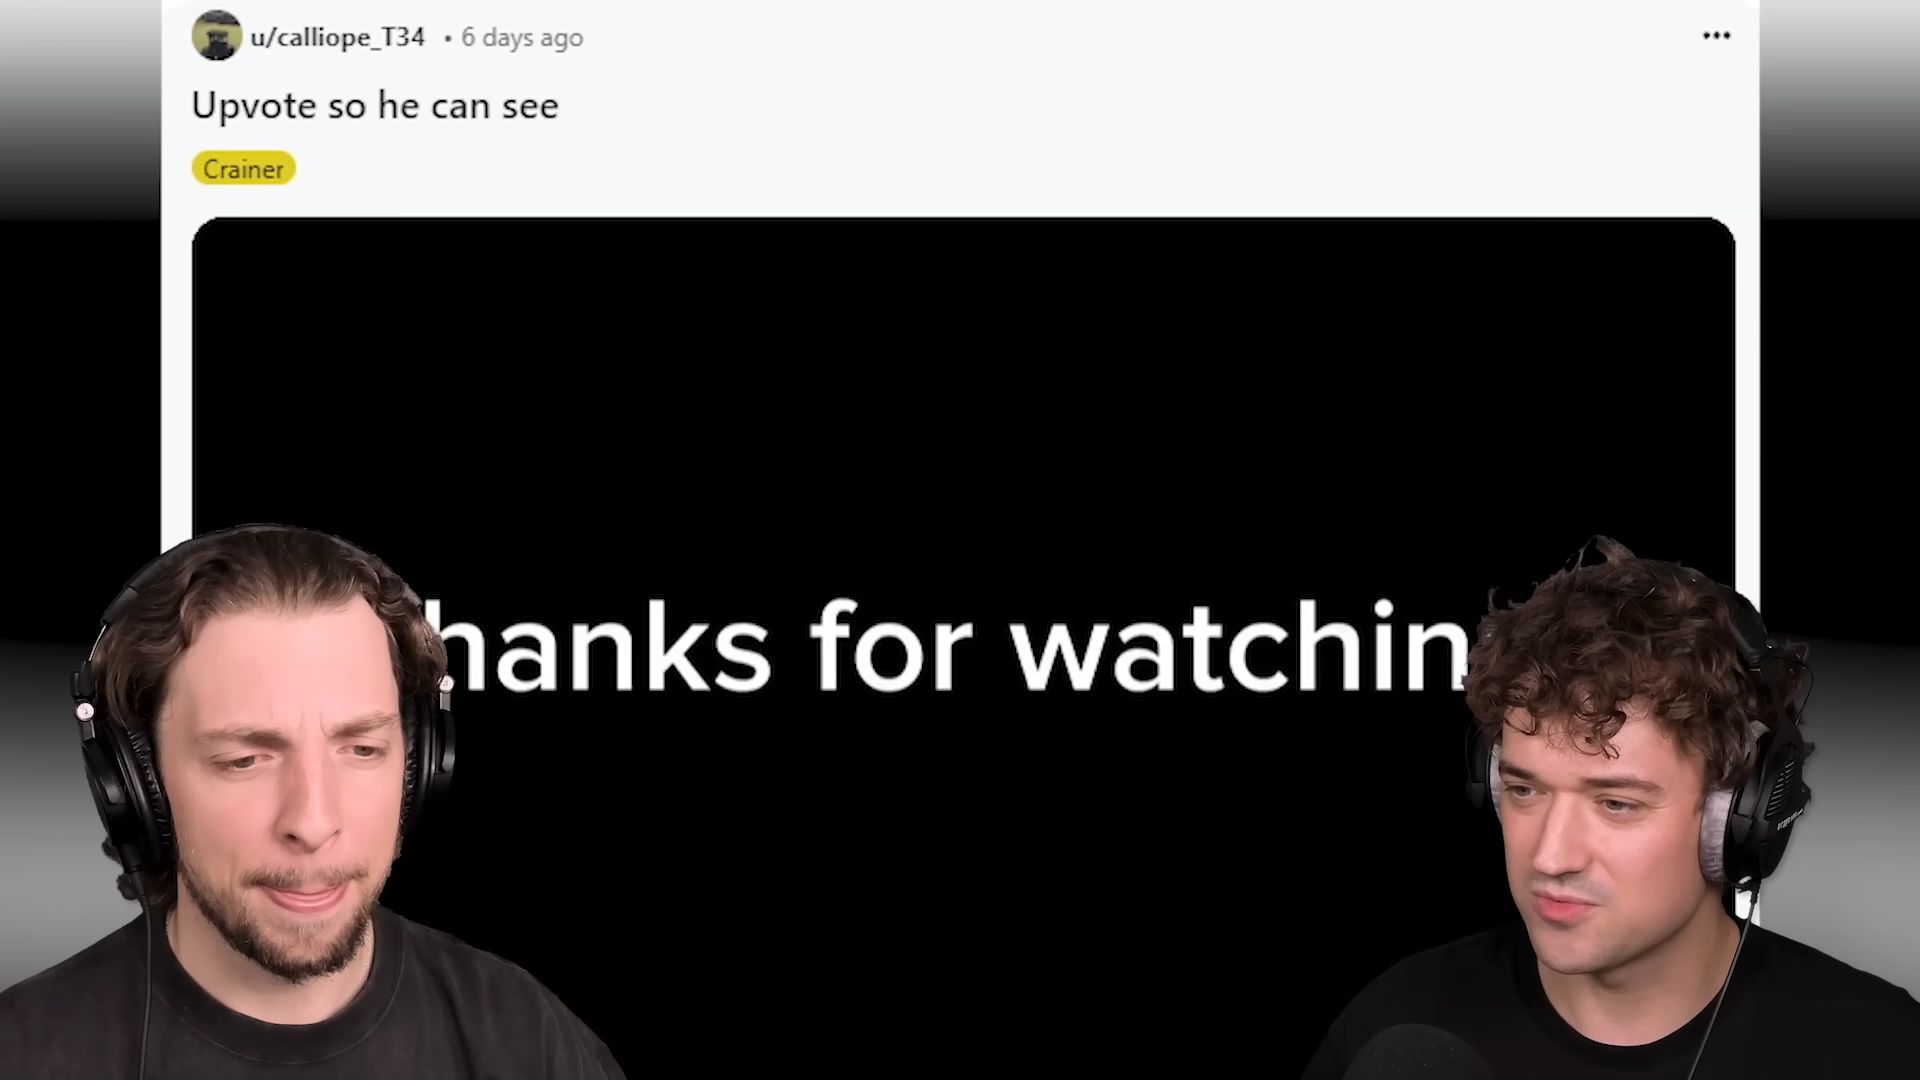 u/calliope_T34 • 6 days ago
Upvote so he can see
Crainer
hanks for watchin